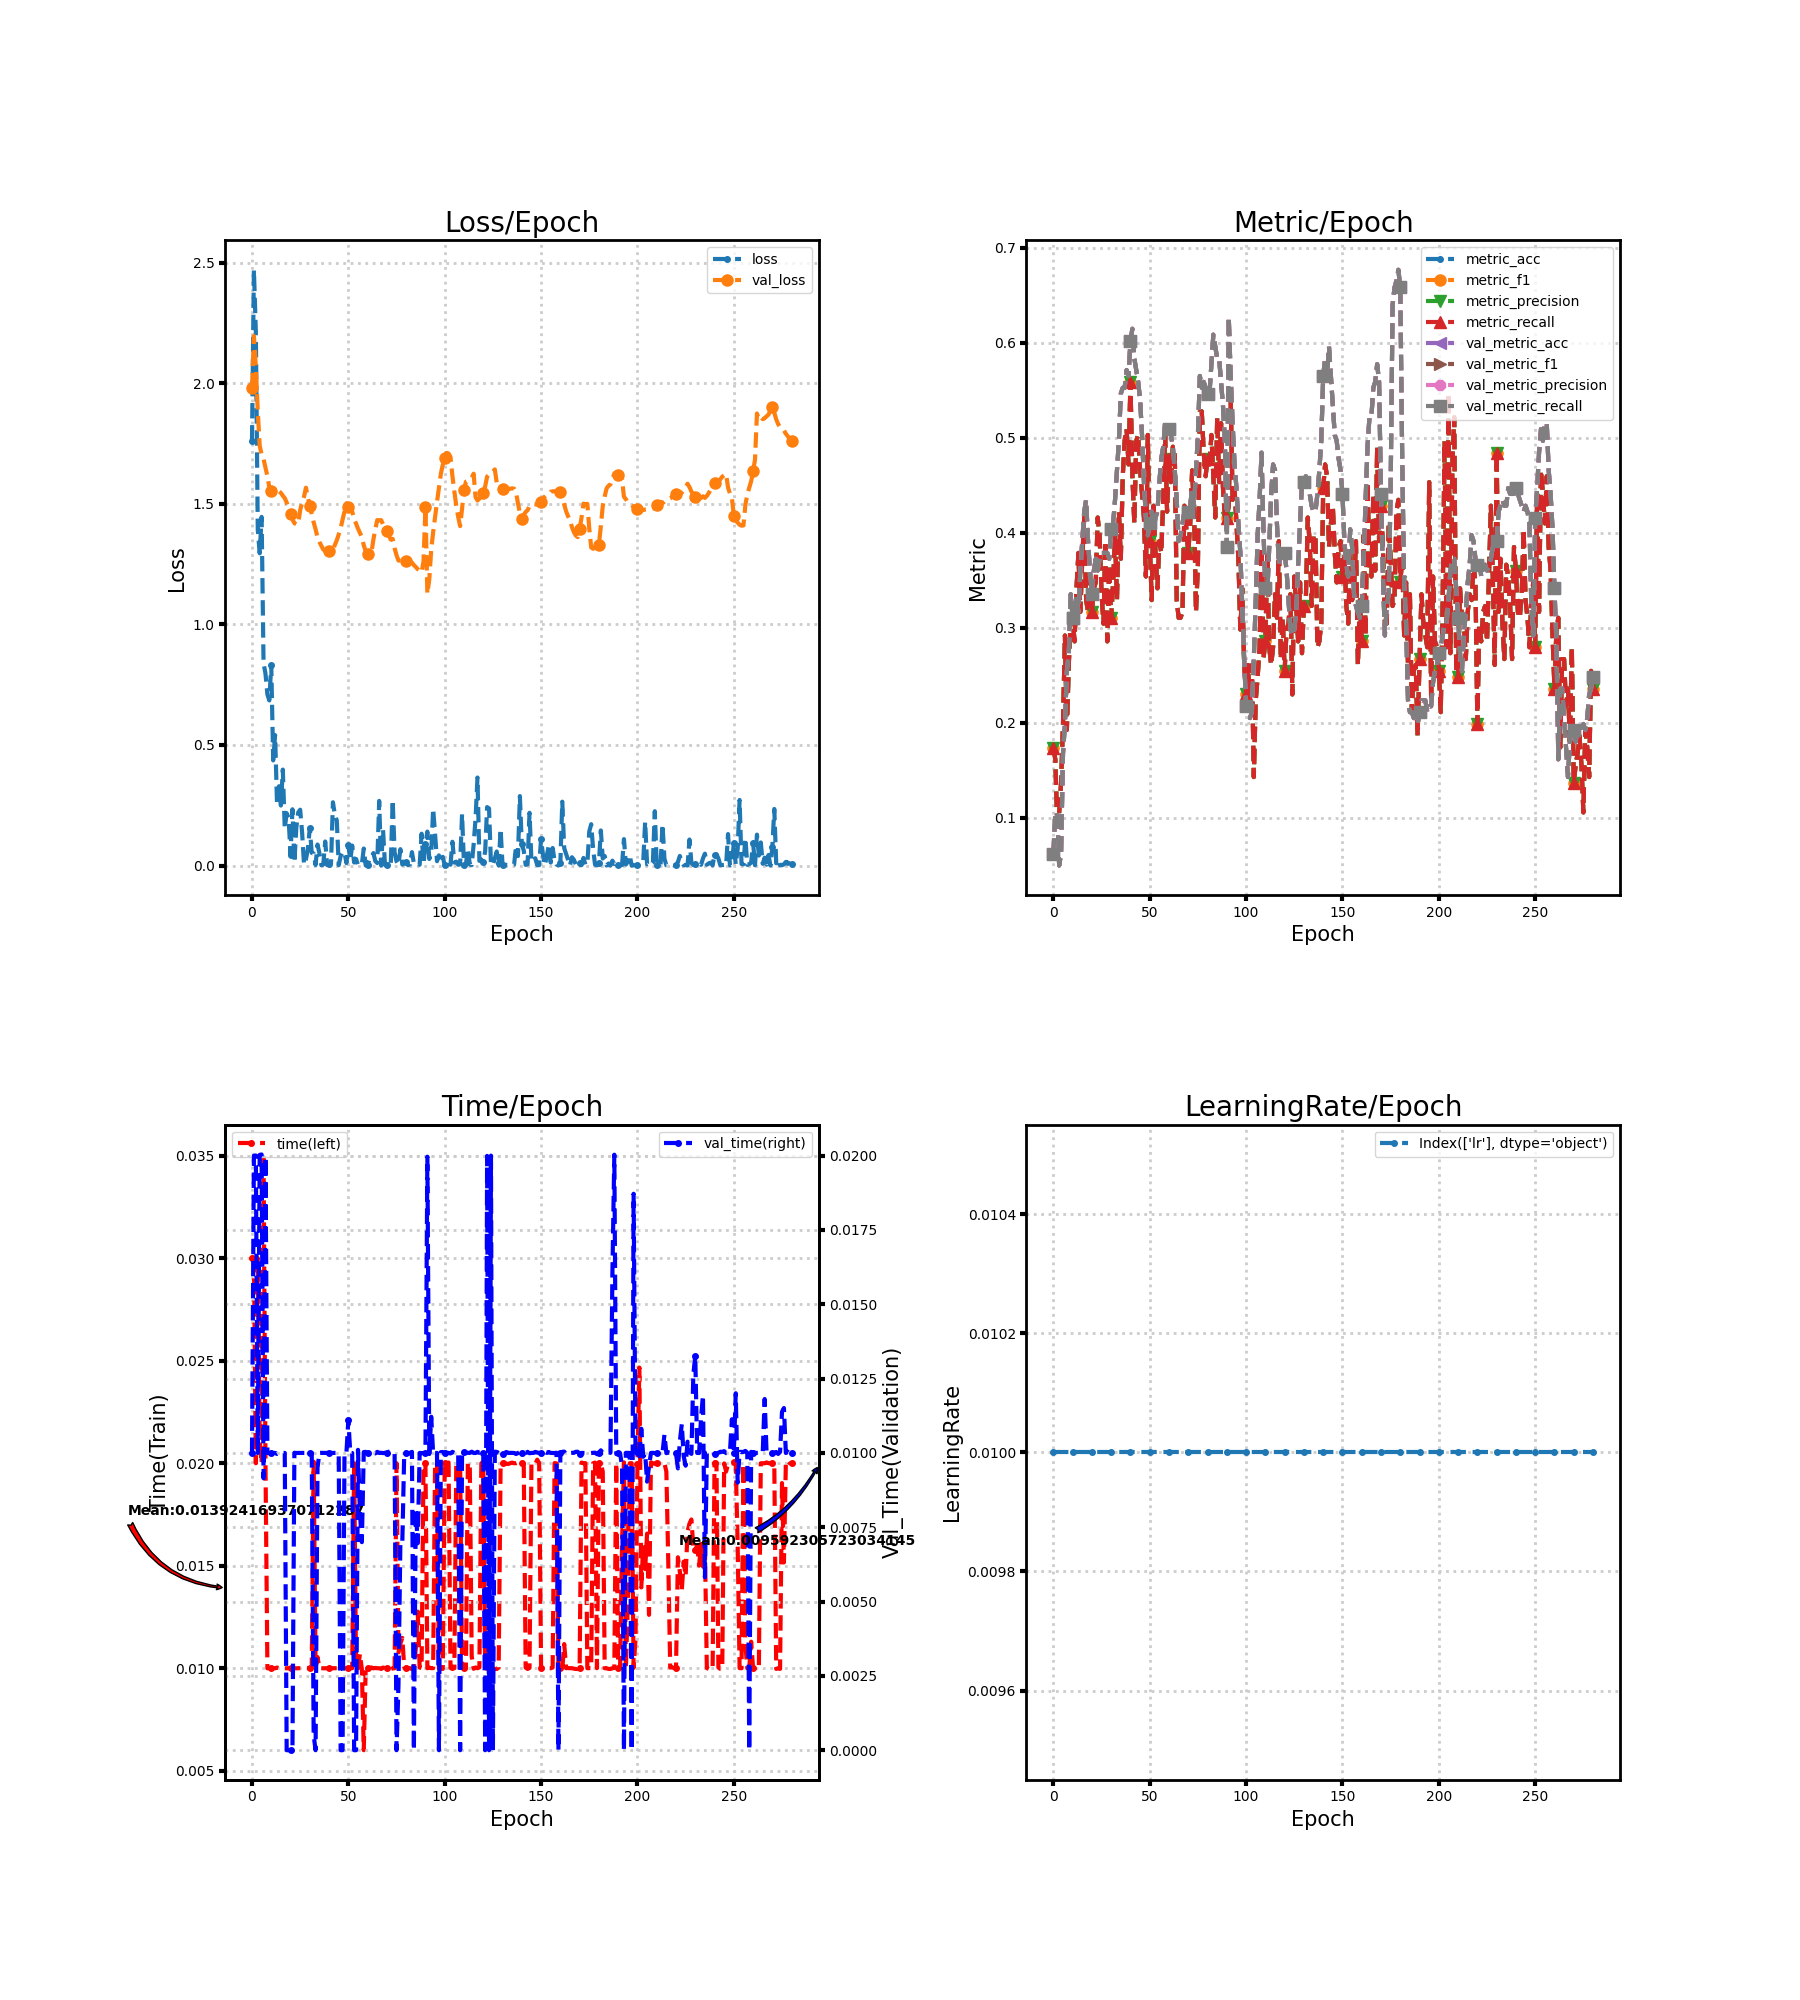 Loss/Epoch
loss
val_loss
2.5
2.0
1.5
1.0
0.5
0.0
Loss
0 50 100 150 200 250
Epoch
Metric/Epoch
metric_acc
metric_f1
metric_precision
metric_recall
val_metric_acc
val_metric_f1
val_metric_precision
val_metric_recall
0.7
0.6
0.5
0.4
0.3
0.2
0.1
Metric
0 50 100 150 200 250
Epoch
Time/Epoch
time(left)
val_time(right)
0.035
0.030
0.025
0.020
0.015
0.010
0.005
Time(Train)
0.0200
0.0175
0.0150
0.0125
0.0100
0.0075
0.0050
0.0025
0.0000
Val_Time(Validation)
Mean:0.009592305723034145
0 50 100 150 200 250
Epoch
LearningRate/Epoch
Index(['lr'], dtype='object')
0.0104
0.0102
0.0100
0.0098
0.0096
LearningRate
0 50 100 150 200 250
Epoch